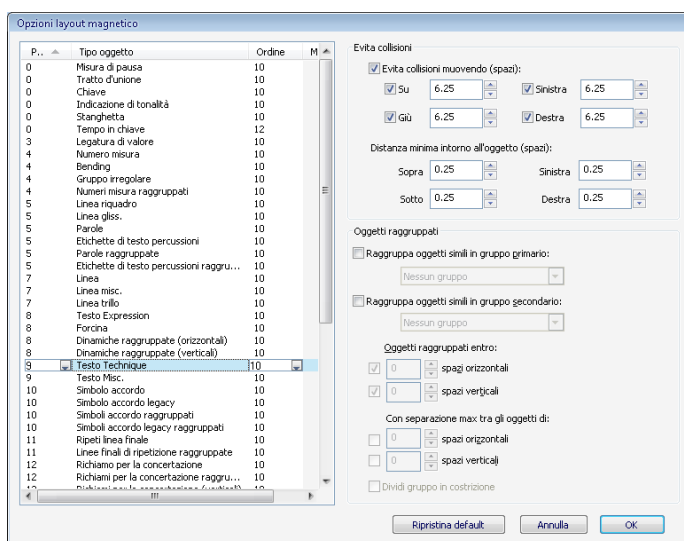 Opzioni layout magnetico
P.. Tipo oggetto Ordine M
0 Misura di pausa 10
0 Tratto d'unione 10
0 Chiave 10
0 Indicazione di tonalità 10
0 Stanghetta 10
0 Tempo in chiave 12
3 Legatura di valore 10
4 Numero misura 10
4 Bending 10
4 Gruppo irregolare 10
4 Numeri misura raggruppati 10
5 Linea riquadro 10
5 Linea gliss. 10
5 Parole 10
5 Etichette di testo percussioni 10
5 Parole raggruppate 10
5 Etichette di testo percussioni raggru... 10
7 Linea 10
7 Linea misc. 10
7 Linea trillo 10
8 Testo Expression 10
8 Forcina 10
8 Dinamiche raggruppate (orizzontali) 10
8 Dinamiche raggruppate (verticali) 10
9 Testo Technique 10
9 Testo Misc. 10
10 Simbolo accordo 10
10 Simbolo accordo legacy 10
10 Simboli accordo raggruppati 10
10 Simboli accordo legacy raggruppati 10
11 Ripeti linea finale 10
11 Linee finali di ripetizione raggruppate 10
12 Richiamo per la concertazione 10
12 Richiami per la concertazione raggru... 10
12 Richiami per la concertazione (verticali) 10
Evita collisioni
Evita collisioni muovendo (spazi):
Su 6.25 Sinistra 6.25
Giù 6.25 Destra 6.25
Distanza minima intorno all'oggetto (spazi):
Sopra 0.25 Sinistra 0.25
Sotto 0.25 Destra 0.25
Oggetti raggruppati
Raggruppa oggetti simili in gruppo primario:
Nessun gruppo
Raggruppa oggetti simili in gruppo secondario:
Nessun gruppo
Oggetti raggruppati entro:
0 spazi orizzontali
0 spazi verticali
Con separazione max tra gli oggetti di:
0 spazi orizzontali
0 spazi verticali
Dividi gruppo in costrizione
Ripristina default Annulla OK